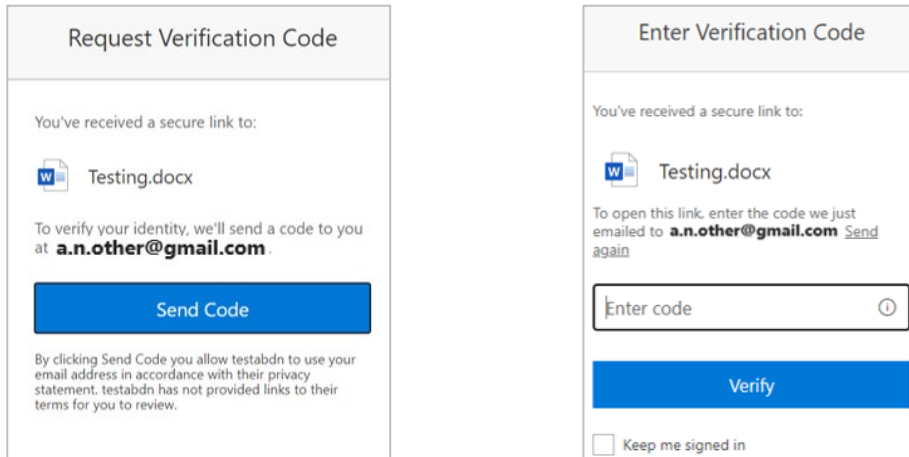 Request Verification Code
You've received a secure link to:
Testing.docx
To verify your identity, we'll send a code to you
at a.n.other@gmail.com.
Send Code
By clicking Send Code you allow testabdn to use your
email address in accordance with their privacy
statement. testabdn has not provided links to their
terms for you to review.
Enter Verification Code
You've received a secure link to:
Testing.docx
To open this link, enter the code we just
emailed to a.n.other@gmail.com Send
again
Enter code
Verify
Keep me signed in